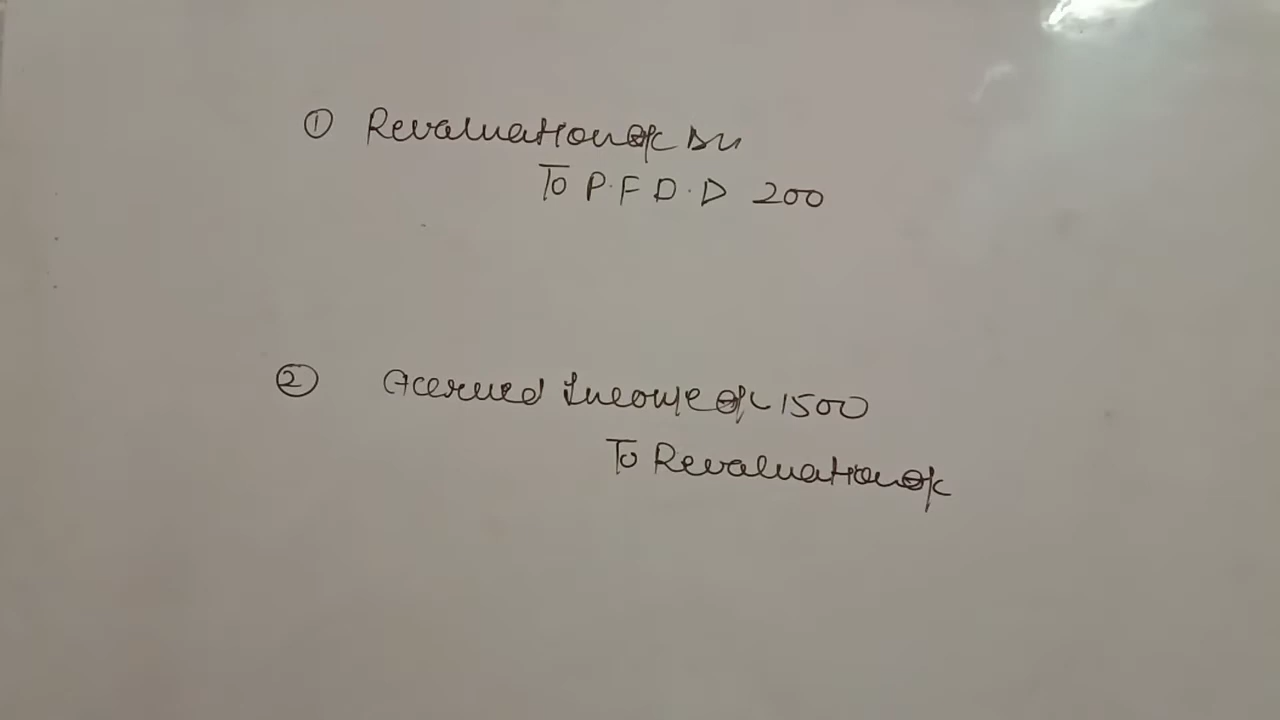 ① Revaluation a/c Dr
To P.F D.D 200
② Accrued Income a/c 1500
To Revaluation a/c